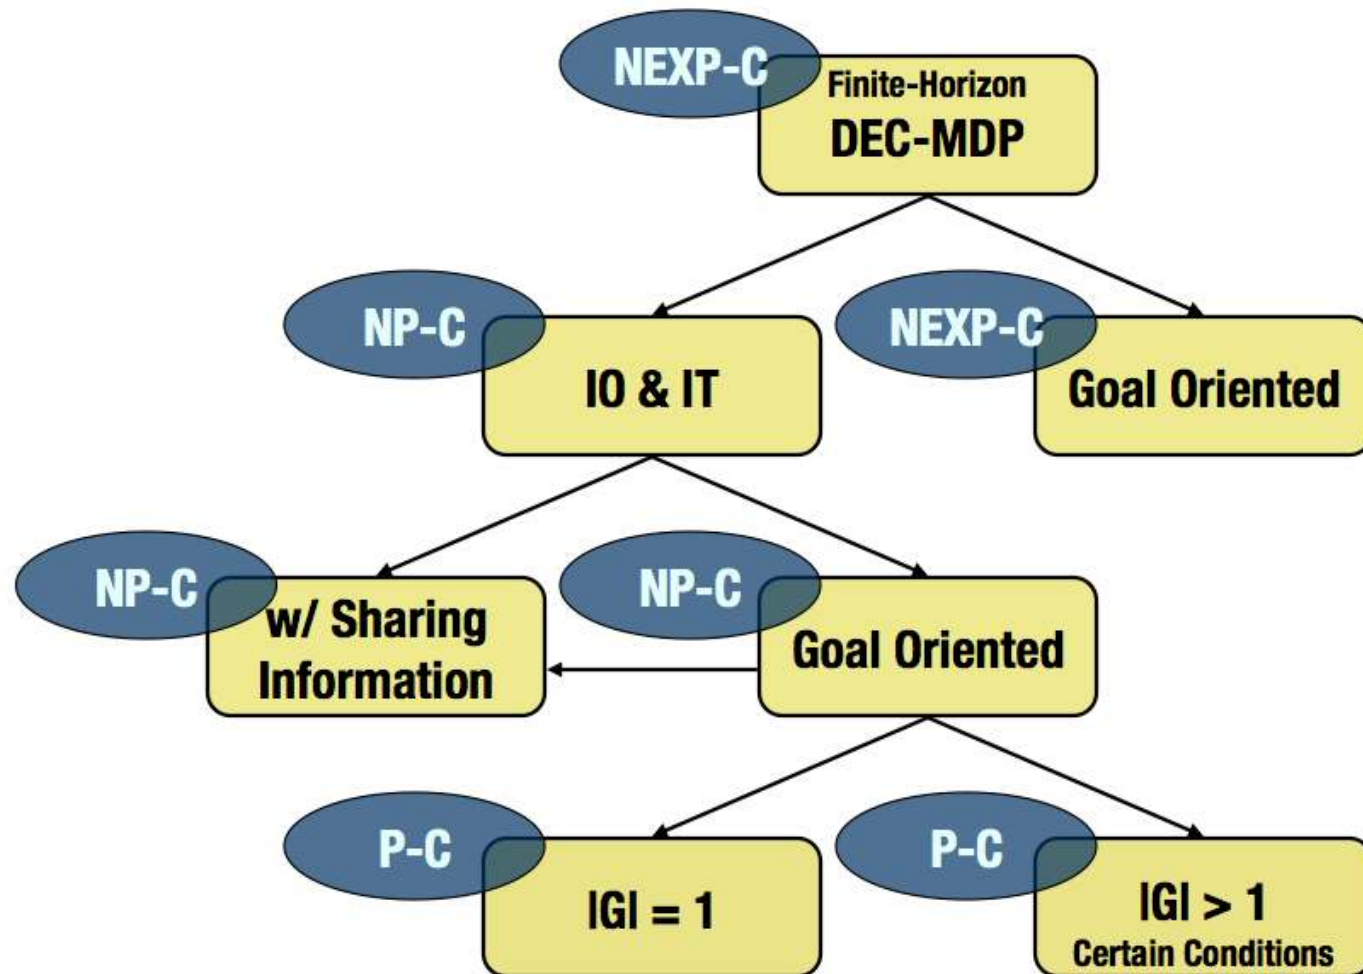 NEXP-C
Finite-Horizon
DEC-MDP
NP-C
IO & IT
NEXP-C
Goal Oriented
NP-C
w/ Sharing
Information
NP-C
Goal Oriented
P-C
|G| = 1
P-C
|G| > 1
Certain Conditions